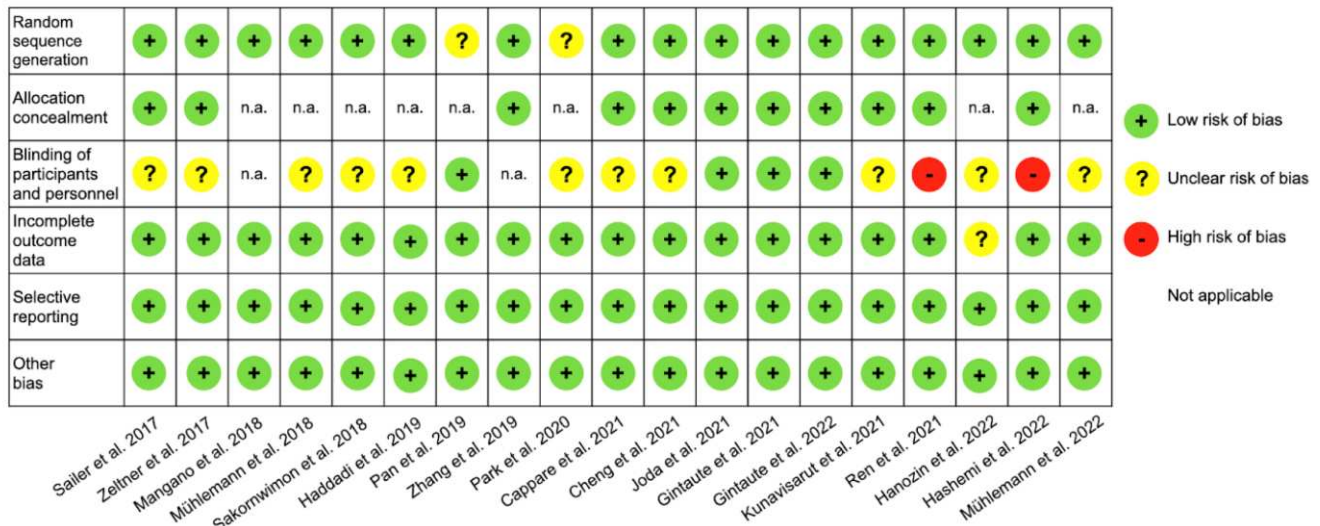 Random
sequence
generation
+ + + + + + ? + ? + + + + + + + + + +
Allocation
concealment
+ + n.a. n.a. n.a. n.a. n.a. + n.a. + + + + + + + n.a. + n.a.
Blinding of
participants
and personnel
? ? n.a. ? ? ? + n.a. ? ? ? + + + ? - ? - ?
Incomplete
outcome
data
+ + + + + + + + + + + + + + + + ? + +
Selective
reporting
+ + + + + + + + + + + + + + + + + + +
Other
bias
+ + + + + + + + + + + + + + + + + + +
Sailer et al. 2017
Zeltner et al. 2017
Mangano et al. 2018
Mühlemann et al. 2018
Sakornwimon et al. 2018
Haddadi et al. 2019
Pan et al. 2019
Zhang et al. 2019
Park et al. 2020
Cappare et al. 2021
Cheng et al. 2021
Joda et al. 2021
Gintaute et al. 2021
Gintaute et al. 2022
Kunavisarut et al. 2021
Ren et al. 2021
Hanozin et al. 2022
Hashemi et al. 2022
Mühlemann et al. 2022
+ Low risk of bias
? Unclear risk of bias
- High risk of bias
Not applicable